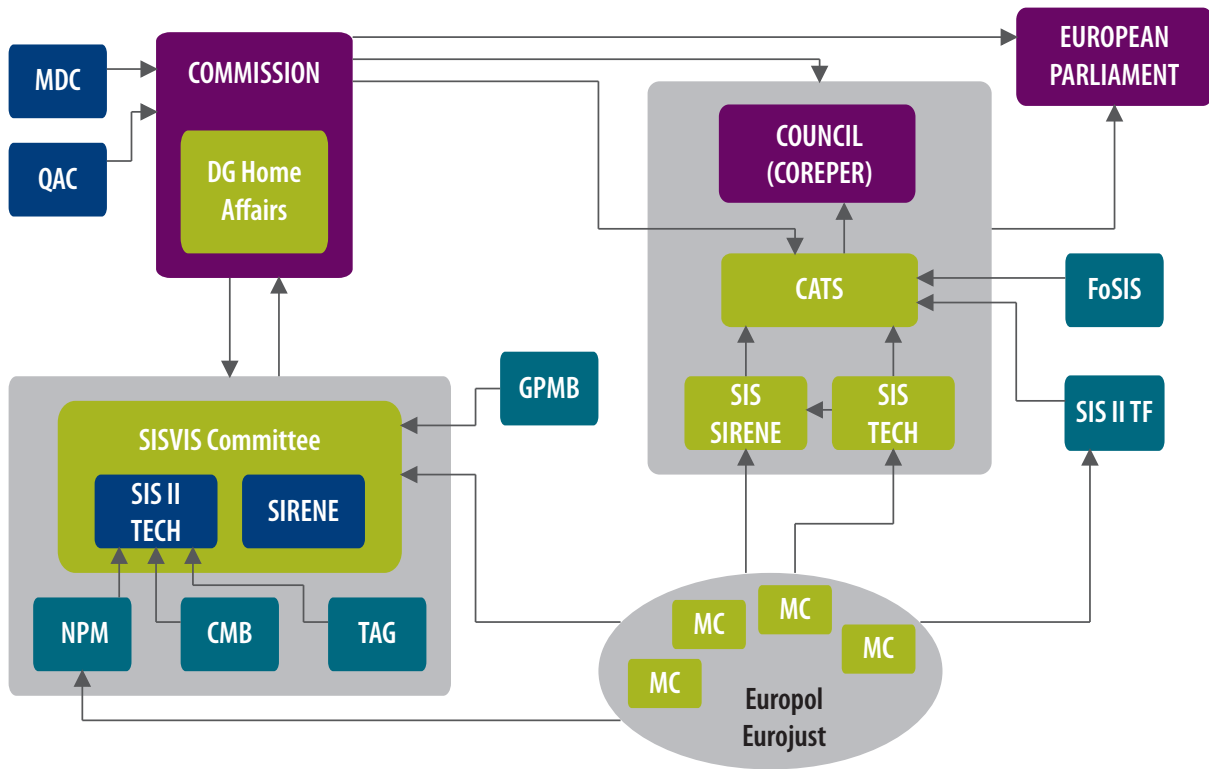 MDC
QAC
COMMISSION
DG Home
Affairs
EUROPEAN
PARLIAMENT
COUNCIL
(COREPER)
CATS
FoSIS
SIS
SIRENE
SIS
TECH
SIS II TF
GPMB
SISVIS Committee
SIS II
TECH
SIRENE
NPM
CMB
TAG
MC
MC
MC
MC
Europol
Eurojust